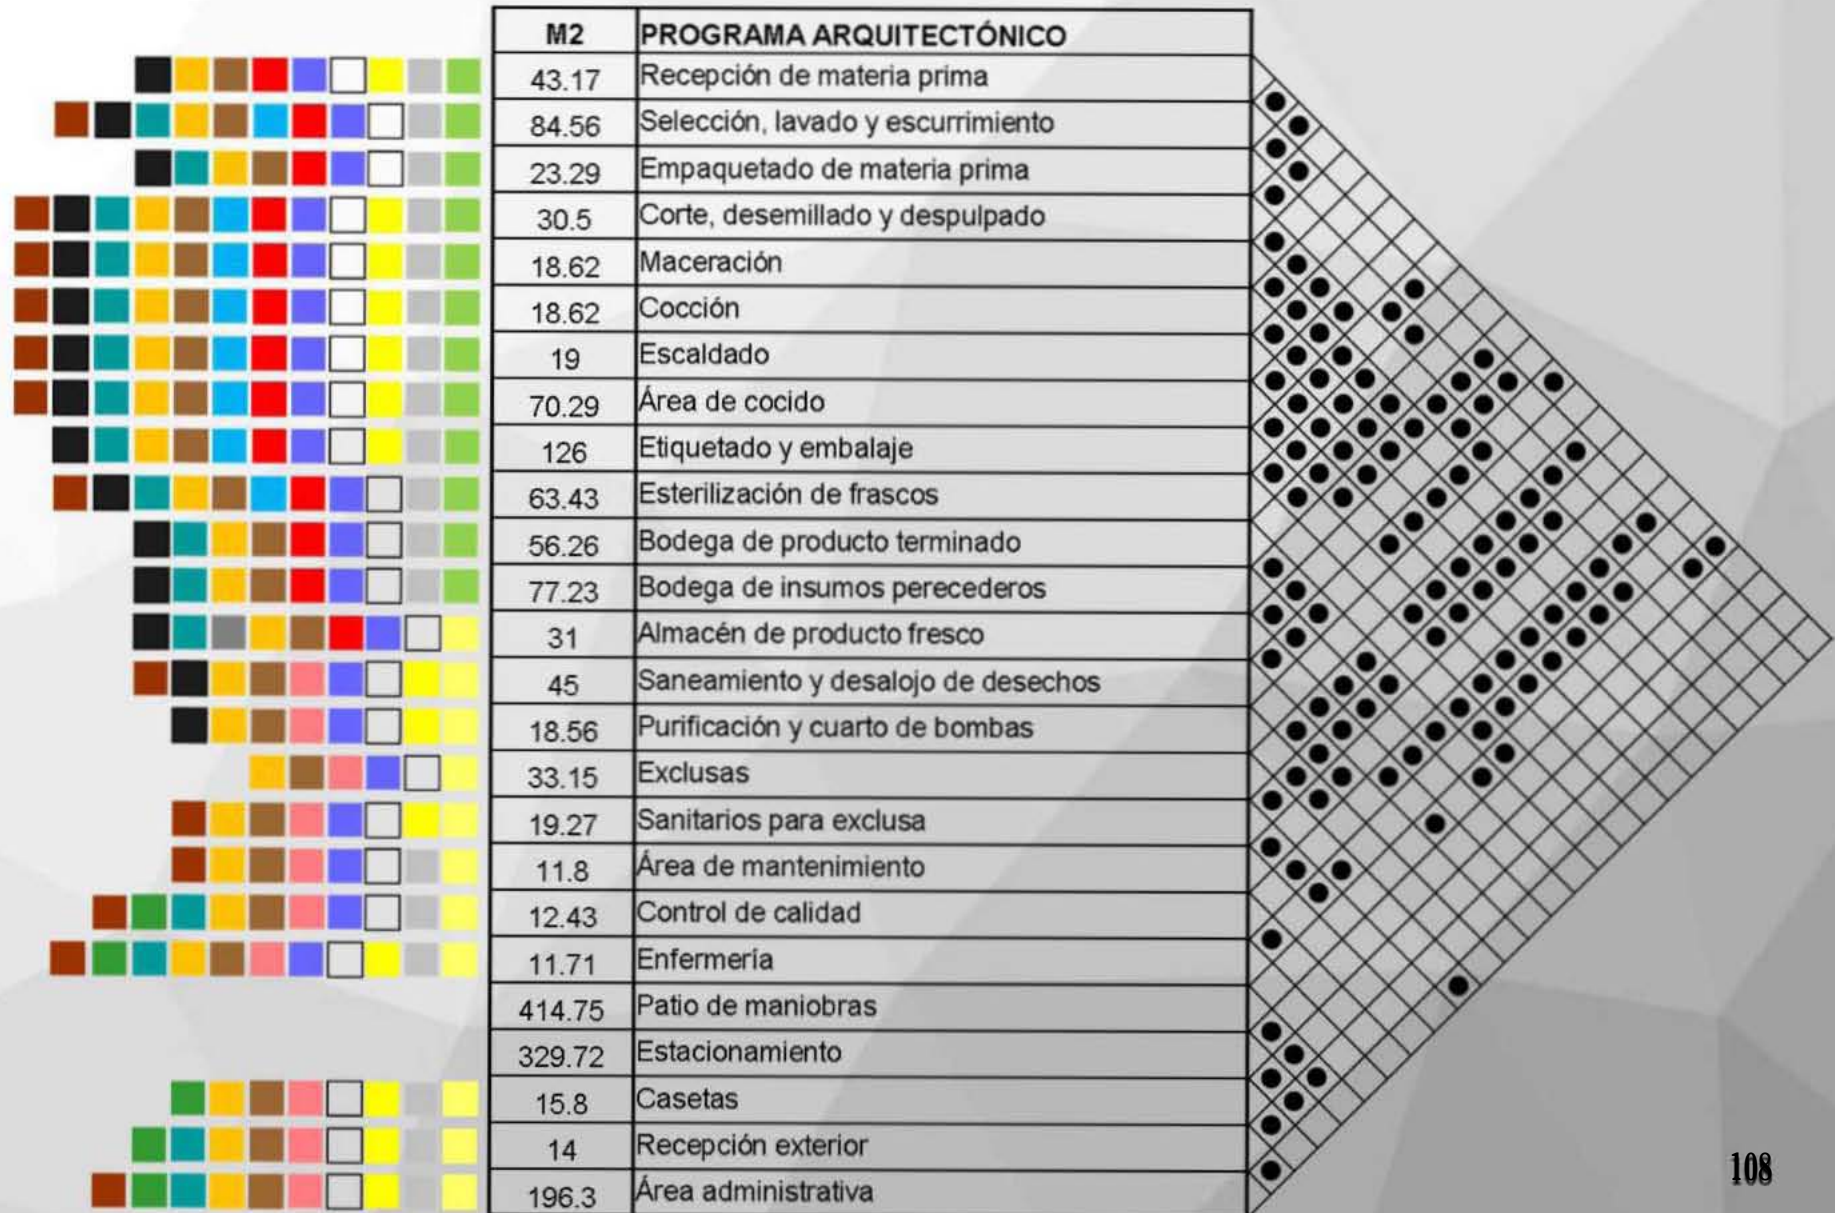 M2 PROGRAMA ARQUITECTÓNICO
43.17 Recepción de materia prima
84.56 Selección, lavado y escurrimiento
23.29 Empaquetado de materia prima
30.5 Corte, desemillado y despulpado
18.62 Maceración
18.62 Cocción
19 Escaldado
70.29 Área de cocido
126 Etiquetado y embalaje
63.43 Esterilización de frascos
56.26 Bodega de producto terminado
77.23 Bodega de insumos perecederos
31 Almacén de producto fresco
45 Saneamiento y desalojo de desechos
18.56 Purificación y cuarto de bombas
33.15 Exclusas
19.27 Sanitarios para exclusa
11.8 Área de mantenimiento
12.43 Control de calidad
11.71 Enfermería
414.75 Patio de maniobras
329.72 Estacionamiento
15.8 Casetas
14 Recepción exterior
196.3 Área administrativa
108